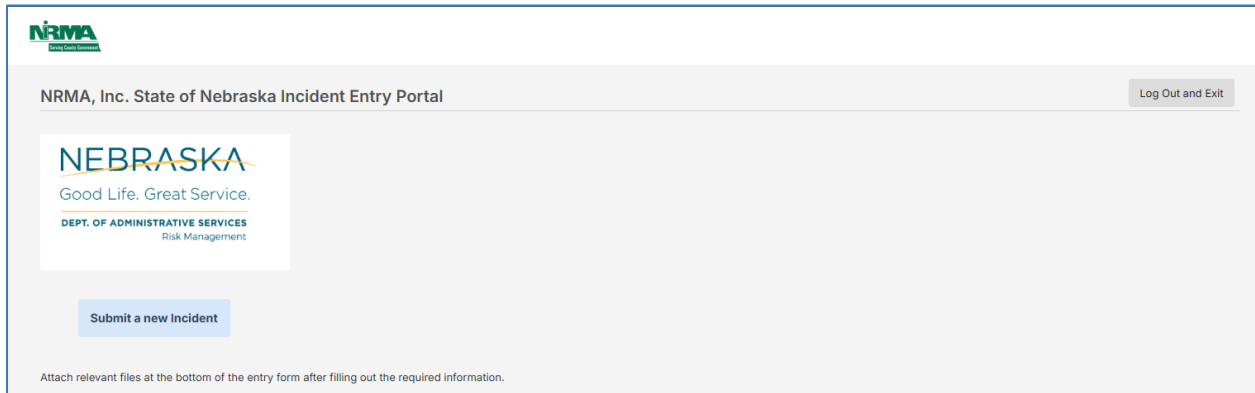 NIRMA
Serving County Government
NRMA, Inc. State of Nebraska Incident Entry Portal
Log Out and Exit
NEBRASKA
Good Life. Great Service.
DEPT. OF ADMINISTRATIVE SERVICES
Risk Management
Submit a new Incident
Attach relevant files at the bottom of the entry form after filling out the required information.